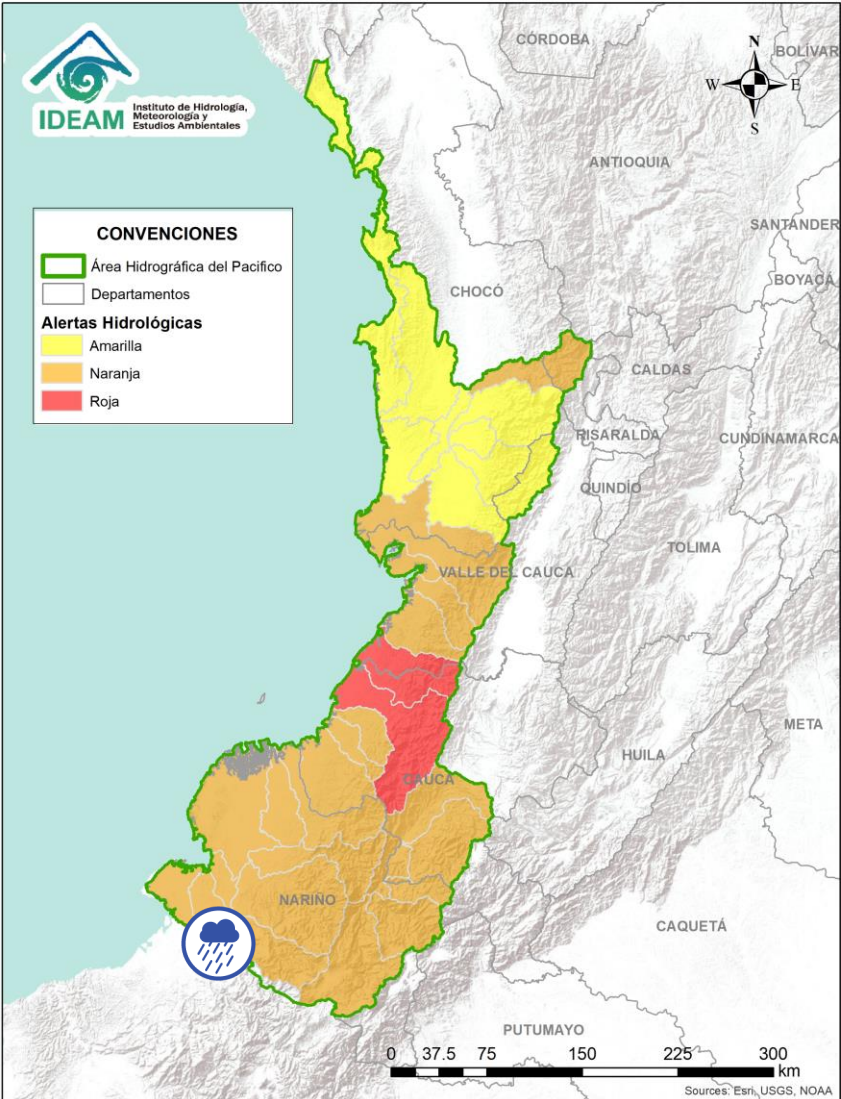 IDEAM
Instituto de Hidrología,
Meteorología y
Estudios Ambientales
CÓRDOBA
BOLÍVAR
N
W
E
S
ANTIOQUIA
SANTANDER
BOYACÁ
CONVENCIONES
Área Hidrográfica del Pacifico
Departamentos
Alertas Hidrológicas
Amarilla
Naranja
Roja
CHOCÓ
CALDAS
RISARALDA
CUNDINAMARCA
QUINDÍO
TOLIMA
VALLE DEL CAUCA
META
HUILA
CAUCA
NARIÑO
CAQUETÁ
PUTUMAYO
0 37.5 75 150 225 300
km
Sources: Esri, USGS, NOAA